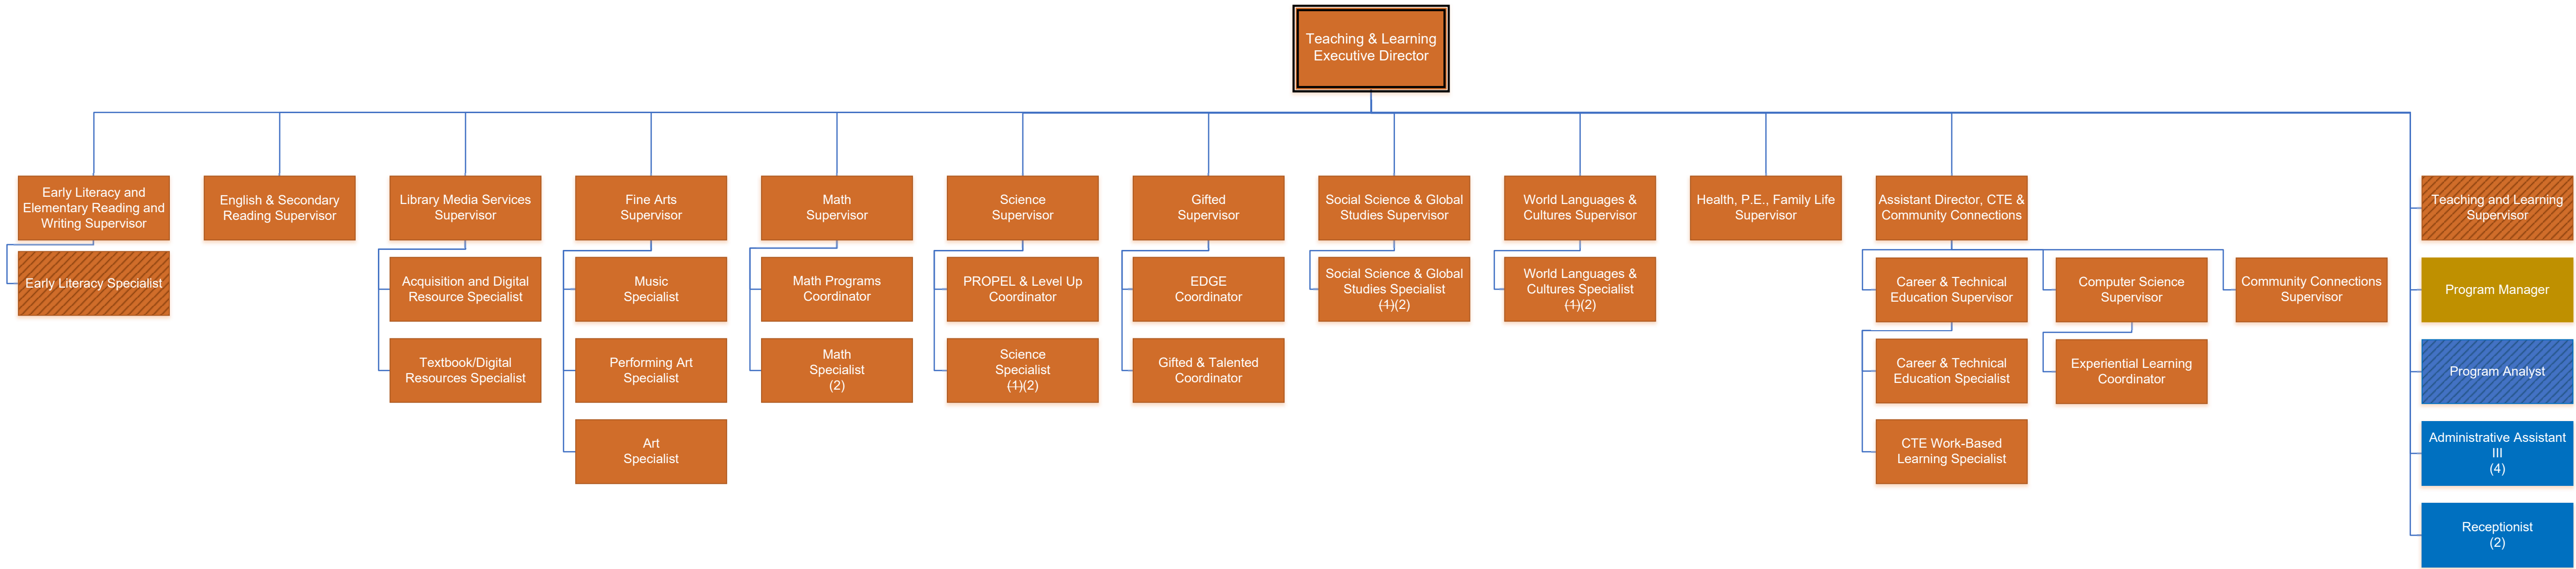 Teaching & Learning
Executive Director
Early Literacy and
Elementary Reading and
Writing Supervisor
English & Secondary
Reading Supervisor
Library Media Services
Supervisor
Fine Arts
Supervisor
Math
Supervisor
Science
Supervisor
Gifted
Supervisor
Social Science & Global
Studies Supervisor
World Languages &
Cultures Supervisor
Health, P.E., Family Life
Supervisor
Assistant Director, CTE &
Community Connections
Teaching and Learning
Supervisor
Early Literacy Specialist
Acquisition and Digital
Resource Specialist
Music
Specialist
Math Programs
Coordinator
PROPEL & Level Up
Coordinator
EDGE
Coordinator
Social Science & Global
Studies Specialist
(1)(2)
World Languages &
Cultures Specialist
(1)(2)
Career & Technical
Education Supervisor
Computer Science
Supervisor
Community Connections
Supervisor
Program Manager
Textbook/Digital
Resources Specialist
Performing Art
Specialist
Math
Specialist
(2)
Science
Specialist
(1)(2)
Gifted & Talented
Coordinator
Career & Technical
Education Specialist
Experiential Learning
Coordinator
Program Analyst
Art
Specialist
CTE Work-Based
Learning Specialist
Administrative Assistant
III
(4)
Receptionist
(2)